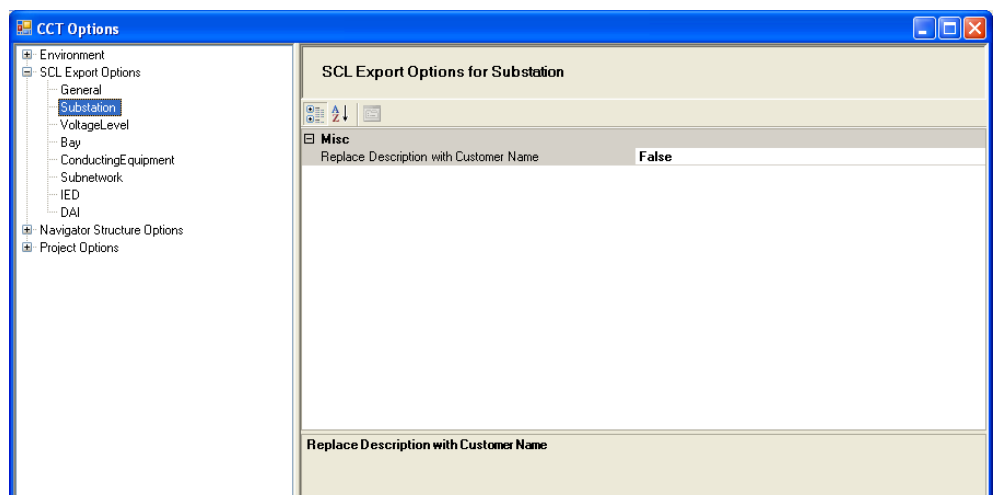 CCT Options
Environment
SCL Export Options
General
Substation
VoltageLevel
Bay
ConductingEquipment
Subnetwork
IED
DAI
Navigator Structure Options
Project Options
SCL Export Options for Substation
Misc
Replace Description with Customer Name False
Replace Description with Customer Name